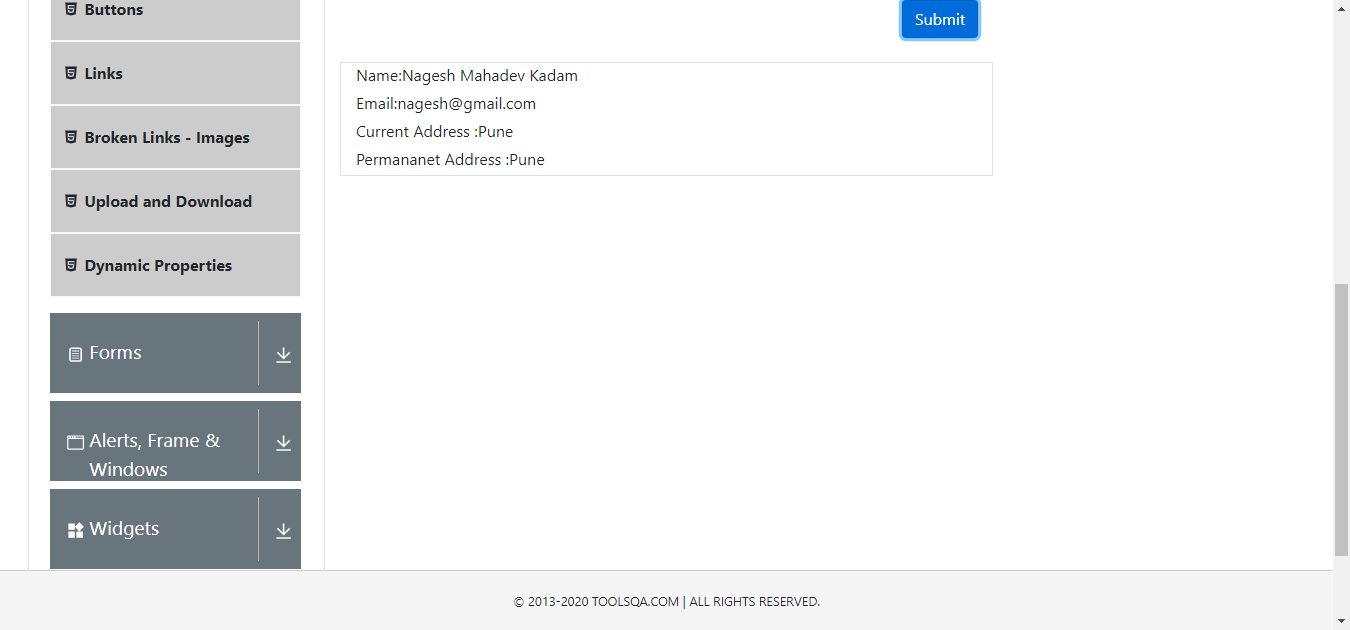 Buttons
Links
Broken Links - Images
Upload and Download
Dynamic Properties
Forms
Alerts, Frame &
Windows
Widgets
Submit
Name:Nagesh Mahadev Kadam
Email:nagesh@gmail.com
Current Address :Pune
Permananet Address :Pune
© 2013-2020 TOOLSQA.COM | ALL RIGHTS RESERVED.